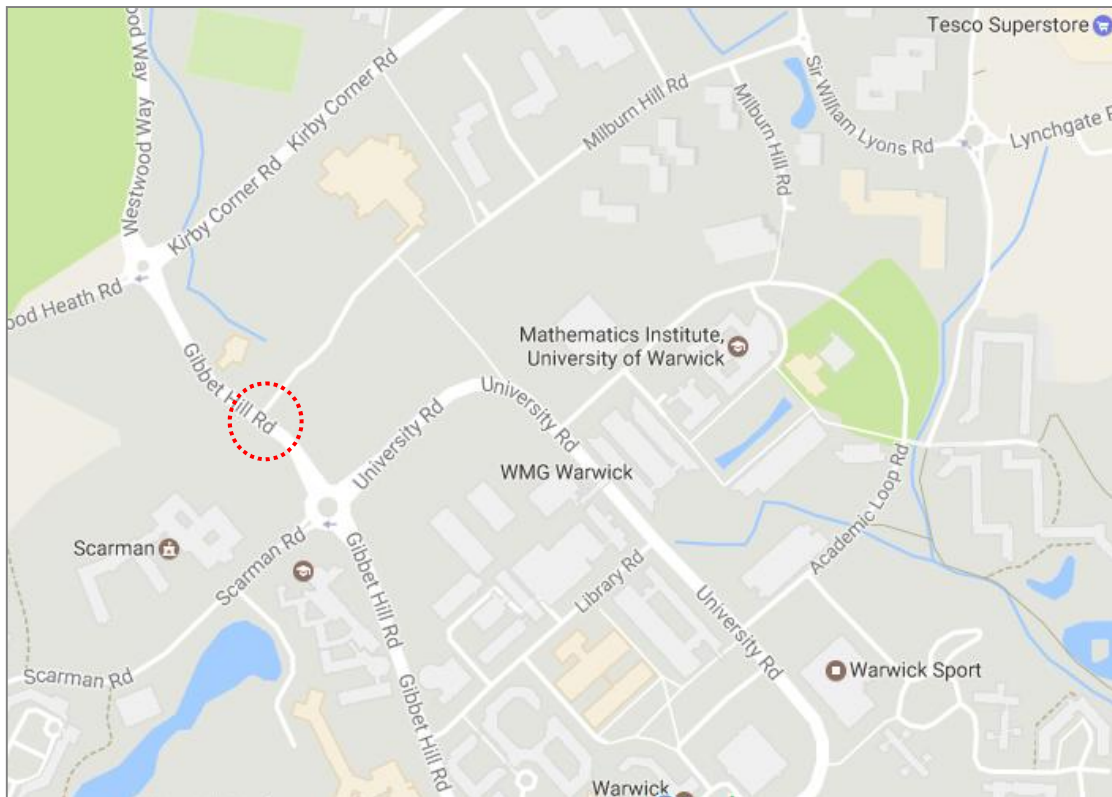 Tesco Superstore
ood Way
Westwood Way
Kirby Corner Rd
Kirby Corner Rd
Milburn Hill Rd
Milburn Hill Rd
Sir William Lyons Rd
Lynchgate R
ood Heath Rd
Gibbet Hill Rd
University Rd
University Rd
Mathematics Institute,
University of Warwick
WMG Warwick
Scarman
Scarman Rd
Gibbet Hill Rd
Library Rd
Academic Loop Rd
University Rd
Scarman Rd
Gibbet Hill Rd
Warwick Sport
Warwick